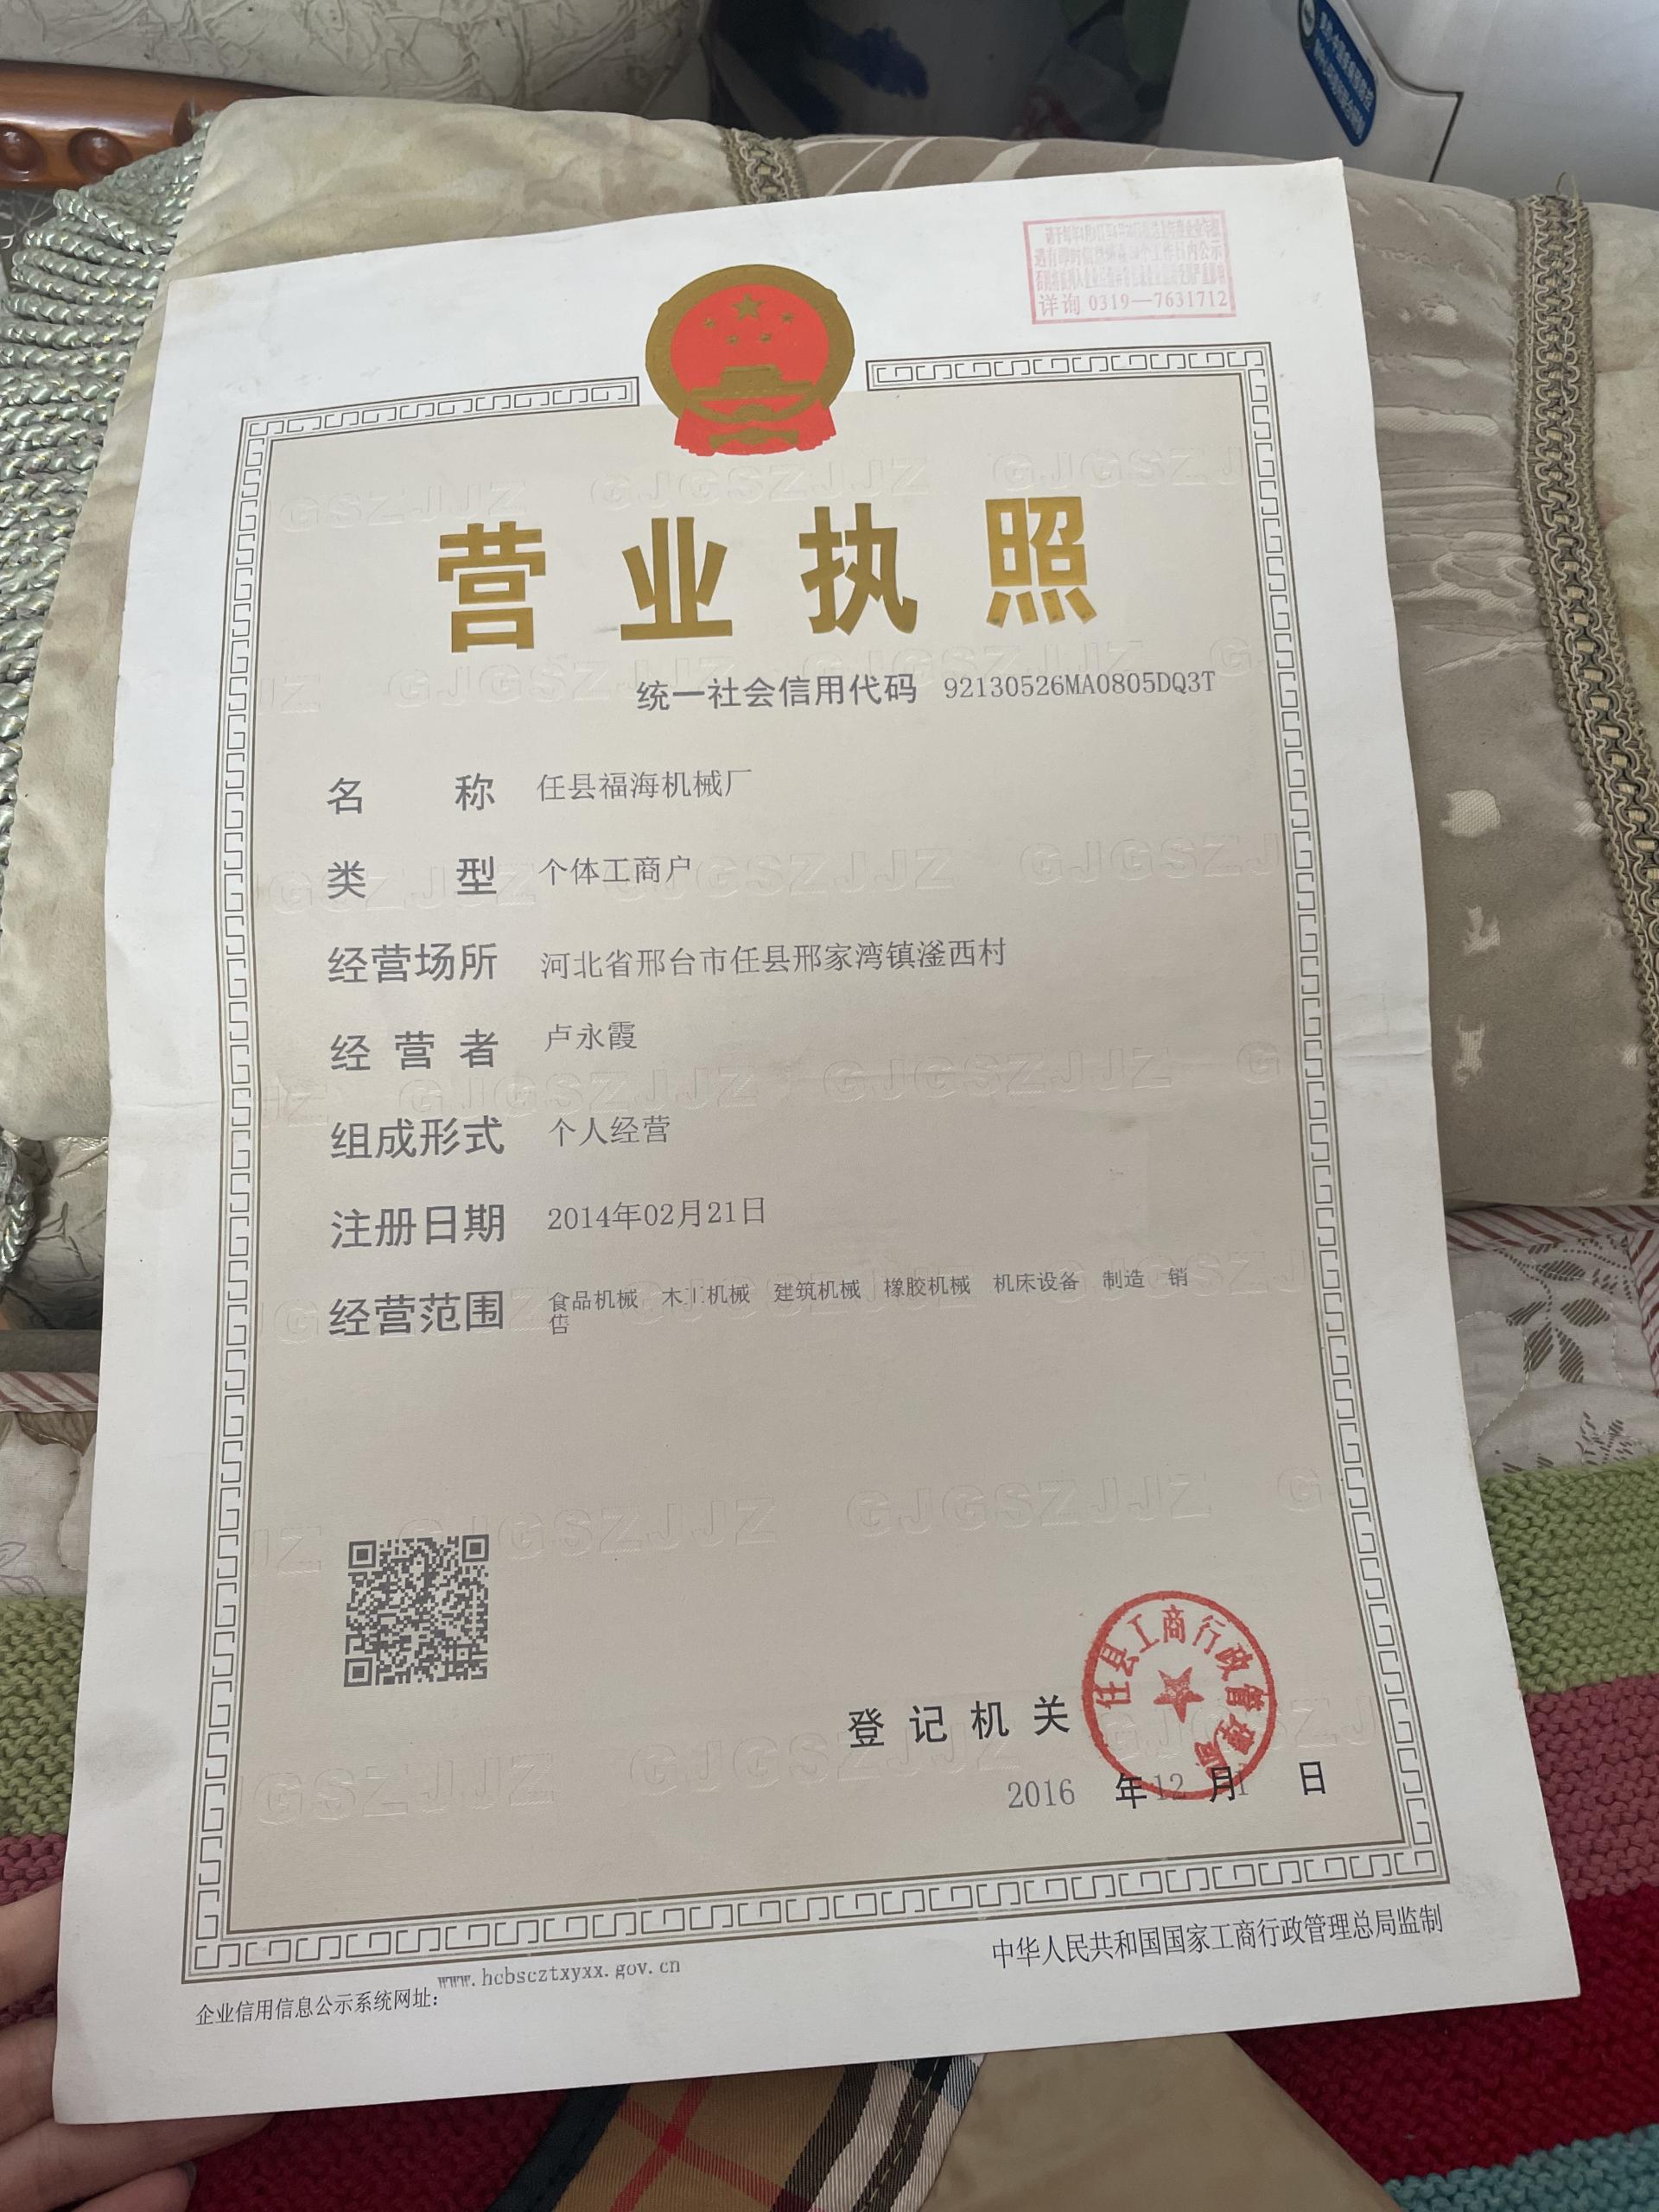 详询 0319—7631712
营业执照
统一社会信用代码 92130526MA0805DQ3T
名称 任县福海机械厂
类型 个体工商户
经营场所 河北省邢台市任县邢家湾镇滏西村
经营者 卢永霞
组成形式 个人经营
注册日期 2014年02月21日
经营范围 食品机械 木工机械 建筑机械 橡胶机械 机床设备 制造 销
售
任县工商行政管理局
登记机关
2016 年 12 月 日
企业信用信息公示系统网址: www.hcbscztxyxx.gov.cn
中华人民共和国国家工商行政管理总局监制